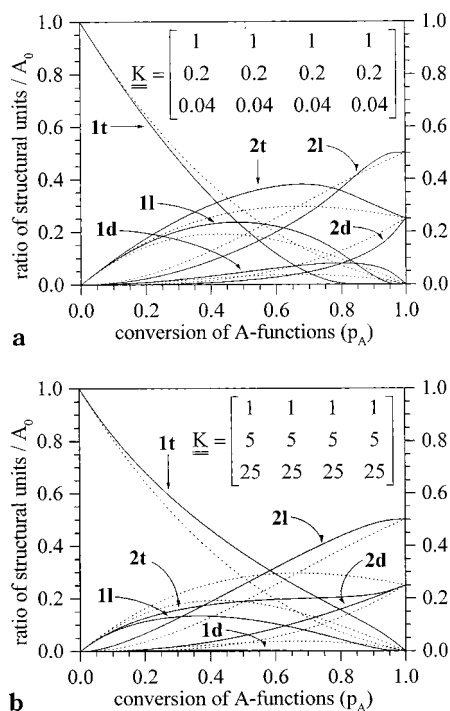 1.0 1.0
0.8 0.8
0.6 0.6
0.4 0.4
0.2 0.2
0.0 0.0
0.0 0.2 0.4 0.6 0.8 1.0
ratio of structural units / A₀
K = [ 1 1 1 1
0.2 0.2 0.2 0.2
0.04 0.04 0.04 0.04 ]
1t
2t
2l
1l
1d
2d
conversion of A-functions (p_A)
a
1.0 1.0
0.8 0.8
0.6 0.6
0.4 0.4
0.2 0.2
0.0 0.0
0.0 0.2 0.4 0.6 0.8 1.0
ratio of structural units / A₀
K = [ 1 1 1 1
5 5 5 5
25 25 25 25 ]
1t
2l
2t
2d
1l
1d
conversion of A-functions (p_A)
b